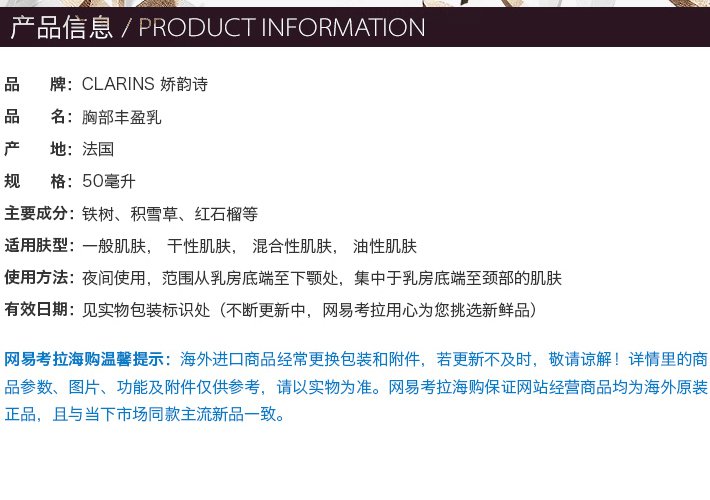 产品信息 / PRODUCT INFORMATION
品 牌：CLARINS 娇韵诗
品 名：胸部丰盈乳
产 地：法国
规 格：50毫升
主要成分：铁树、积雪草、红石榴等
适用肤型：一般肌肤， 干性肌肤， 混合性肌肤， 油性肌肤
使用方法：夜间使用，范围从乳房底端至下颚处，集中于乳房底端至颈部的肌肤
有效日期：见实物包装标识处（不断更新中，网易考拉用心为您挑选新鲜品）
网易考拉海购温馨提示：海外进口商品经常更换包装和附件，若更新不及时，敬请谅解！详情里的商
品参数、图片、功能及附件仅供参考，请以实物为准。网易考拉海购保证网站经营商品均为海外原装
正品，且与当下市场同款主流新品一致。